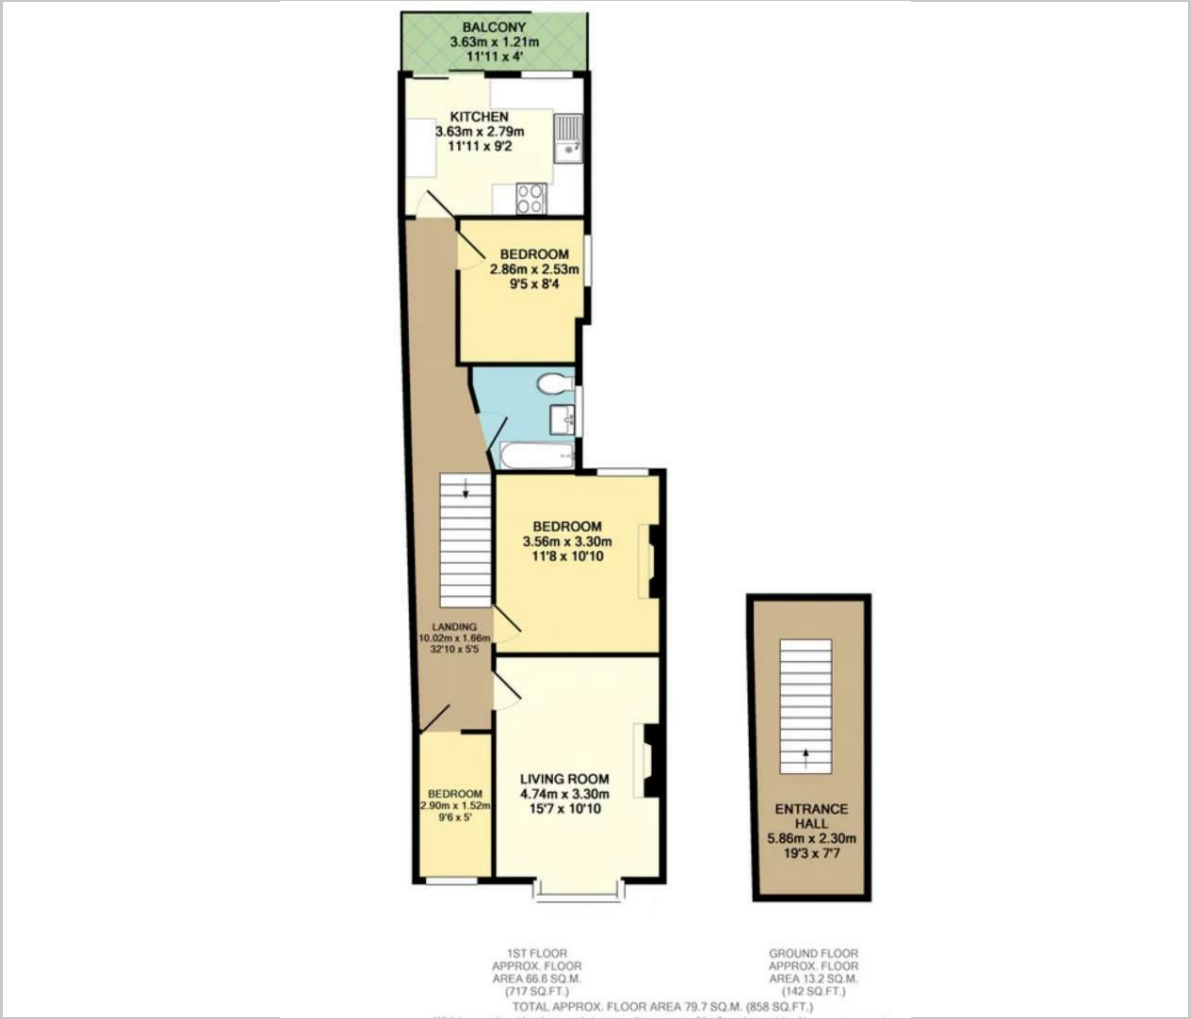 BALCONY
3.63m x 1.21m
11'11 x 4'
KITCHEN
3.63m x 2.79m
11'11 x 9'2
BEDROOM
2.86m x 2.53m
9'5 x 8'4
BEDROOM
3.56m x 3.30m
11'8 x 10'10
LANDING
10.02m x 1.66m
32'10 x 5'5
LIVING ROOM
4.74m x 3.30m
15'7 x 10'10
BEDROOM
2.90m x 1.52m
9'6 x 5'
ENTRANCE
HALL
5.86m x 2.30m
19'3 x 7'7
1ST FLOOR
APPROX. FLOOR
AREA 66.6 SQ.M.
(717 SQ.FT.)
GROUND FLOOR
APPROX. FLOOR
AREA 13.2 SQ.M.
(142 SQ.FT.)
TOTAL APPROX. FLOOR AREA 79.7 SQ.M. (858 SQ.FT.)